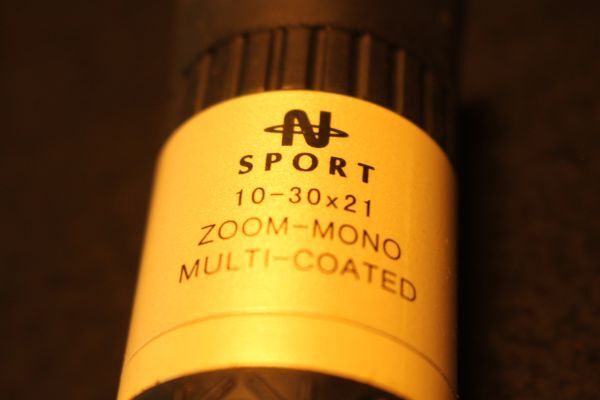 N
SPORT
10-30x21
ZOOM-MONO
MULTI-COATED